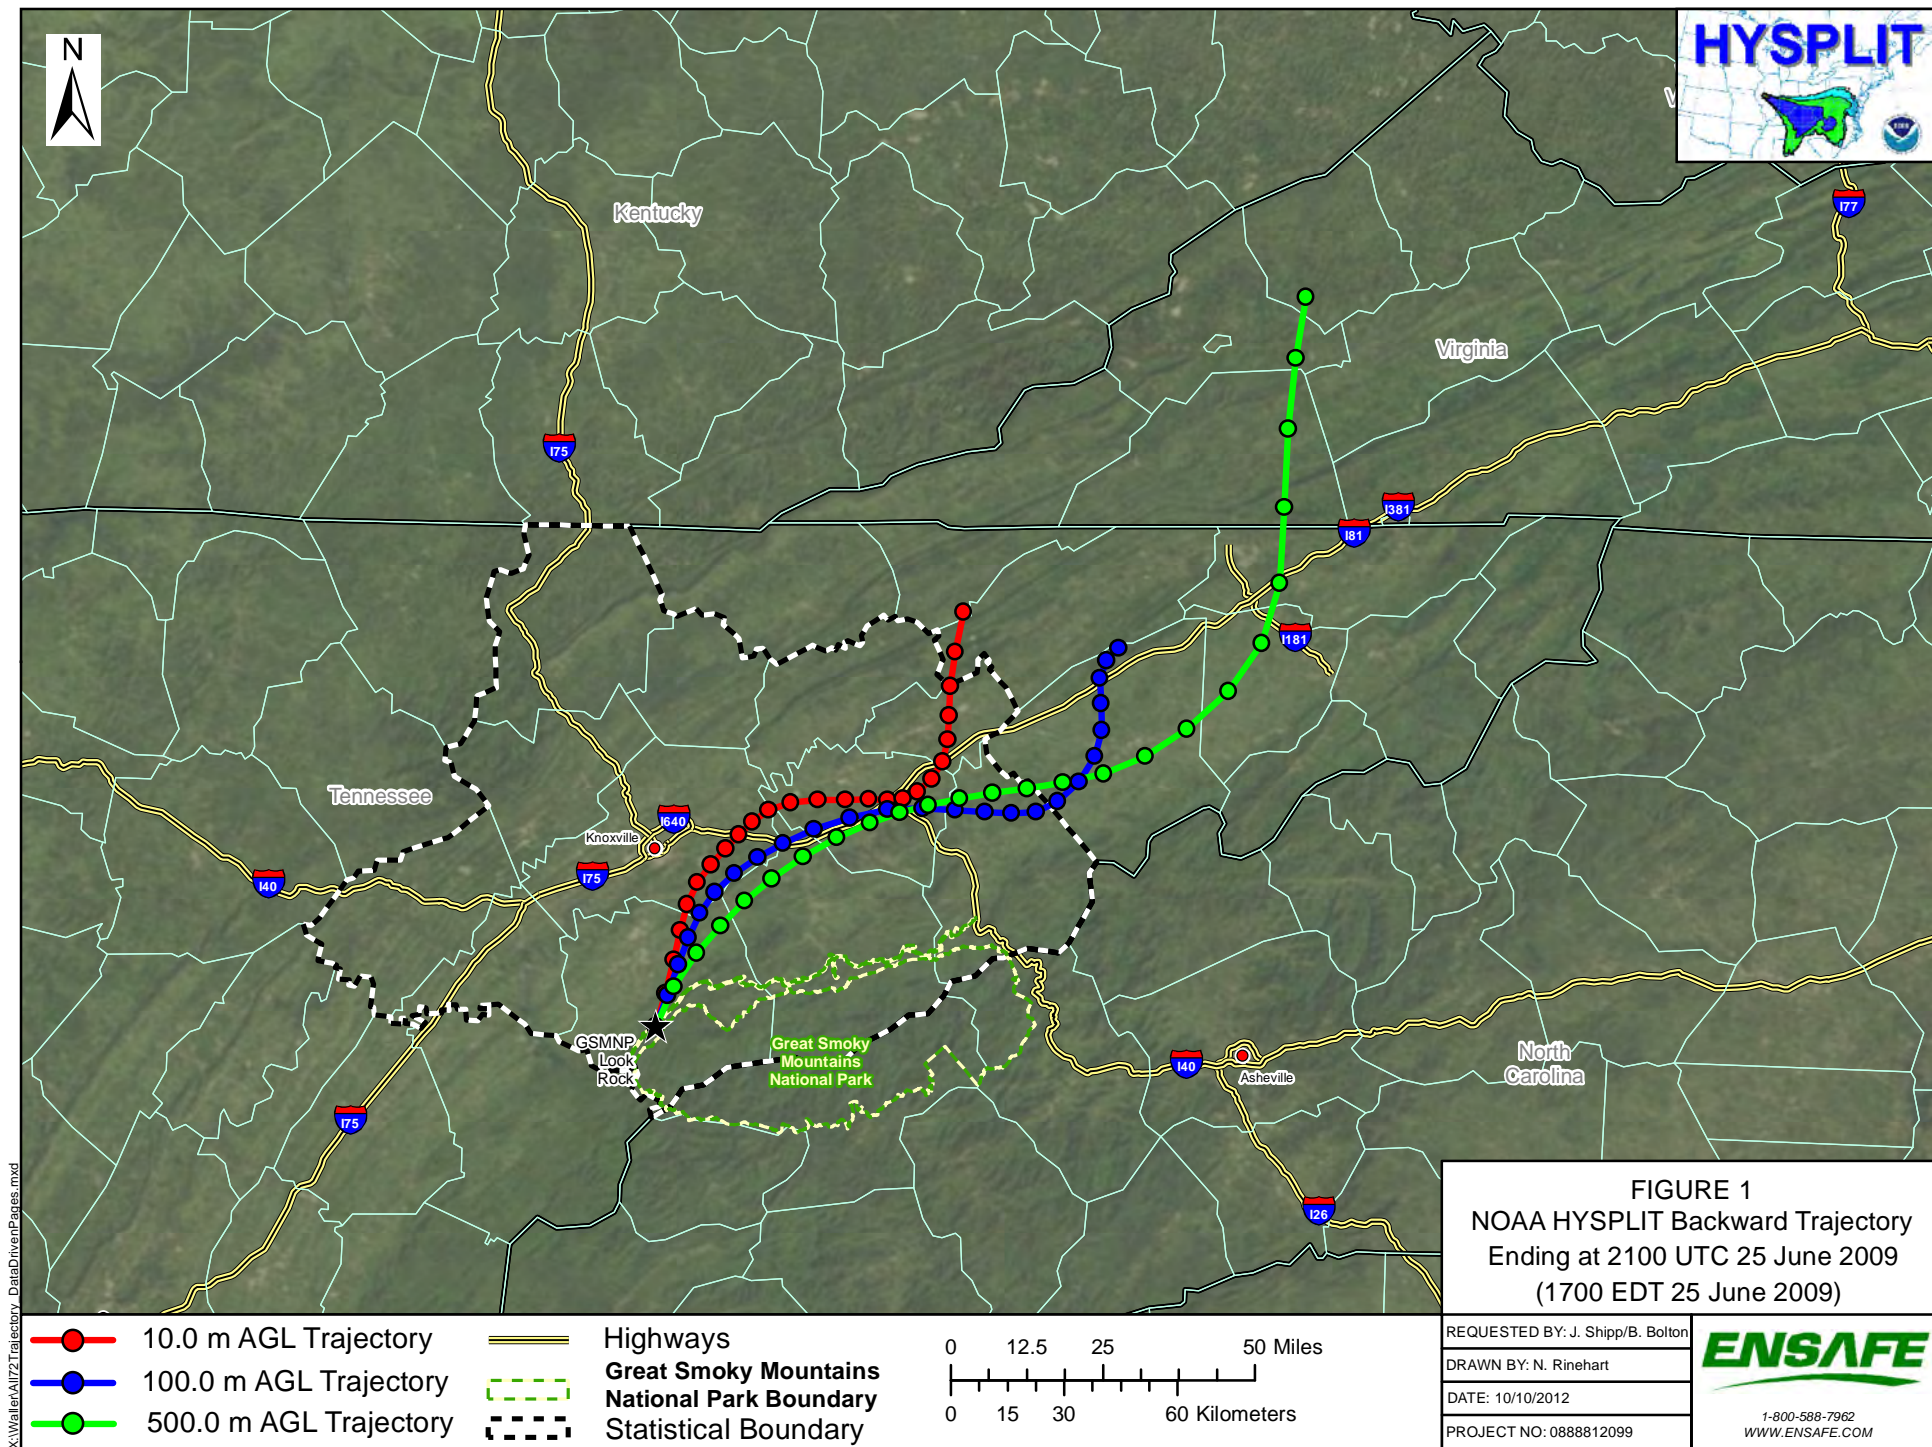 N
HYSPLIT
Kentucky
I77
Virginia
I75
I381
I81
I181
Tennessee
I640
Knoxville
I75
I40
GSMNP
Look
Rock
Great Smoky
Mountains
National Park
I40
Asheville
North
Carolina
I75
I26
FIGURE 1
NOAA HYSPLIT Backward Trajectory
Ending at 2100 UTC 25 June 2009
(1700 EDT 25 June 2009)
10.0 m AGL Trajectory
100.0 m AGL Trajectory
500.0 m AGL Trajectory
Highways
Great Smoky Mountains
National Park Boundary
Statistical Boundary
0 12.5 25 50 Miles
0 15 30 60 Kilometers
REQUESTED BY: J. Shipp/B. Bolton
DRAWN BY: N. Rinehart
DATE: 10/10/2012
PROJECT NO: 0888812099
ENSAFE
1-800-588-7962
WWW.ENSAFE.COM